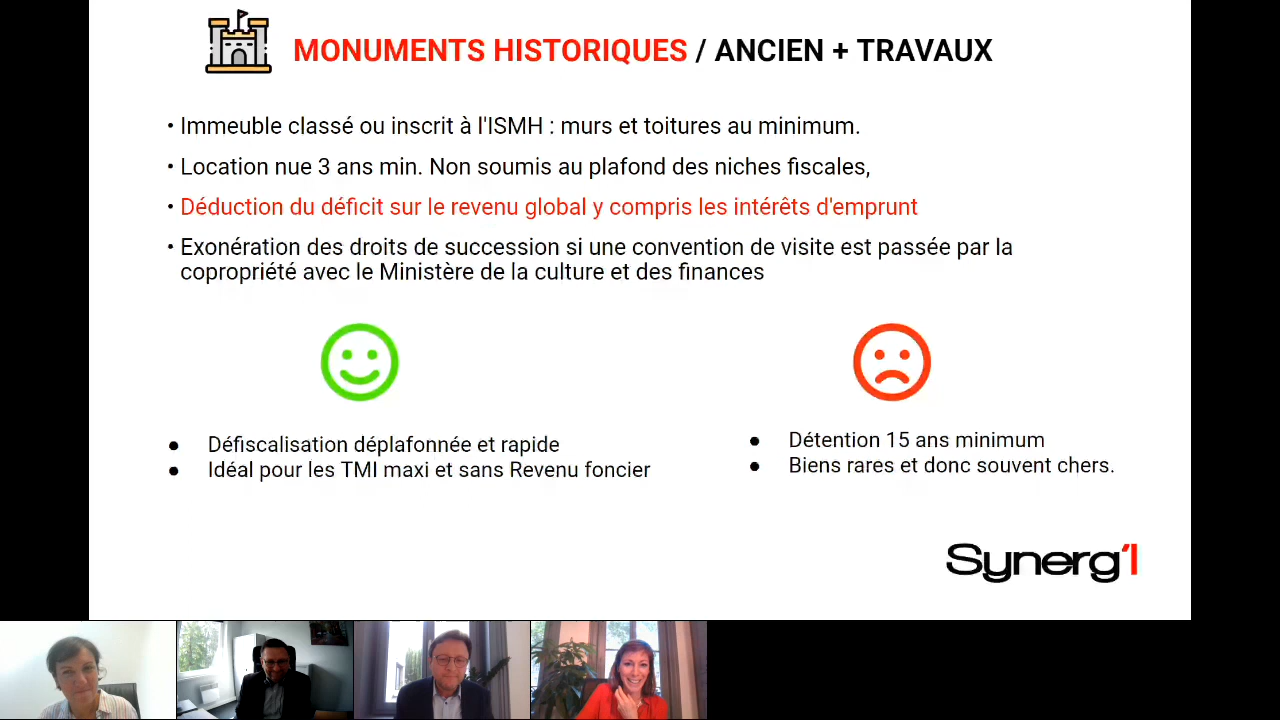 MONUMENTS HISTORIQUES / ANCIEN + TRAVAUX
• Immeuble classé ou inscrit à l'ISMH : murs et toitures au minimum.
• Location nue 3 ans min. Non soumis au plafond des niches fiscales,
• Déduction du déficit sur le revenu global y compris les intérêts d'emprunt
• Exonération des droits de succession si une convention de visite est passée par la
copropriété avec le Ministère de la culture et des finances
● Défiscalisation déplafonnée et rapide
● Idéal pour les TMI maxi et sans Revenu foncier
● Détention 15 ans minimum
● Biens rares et donc souvent chers.
Synerg'1